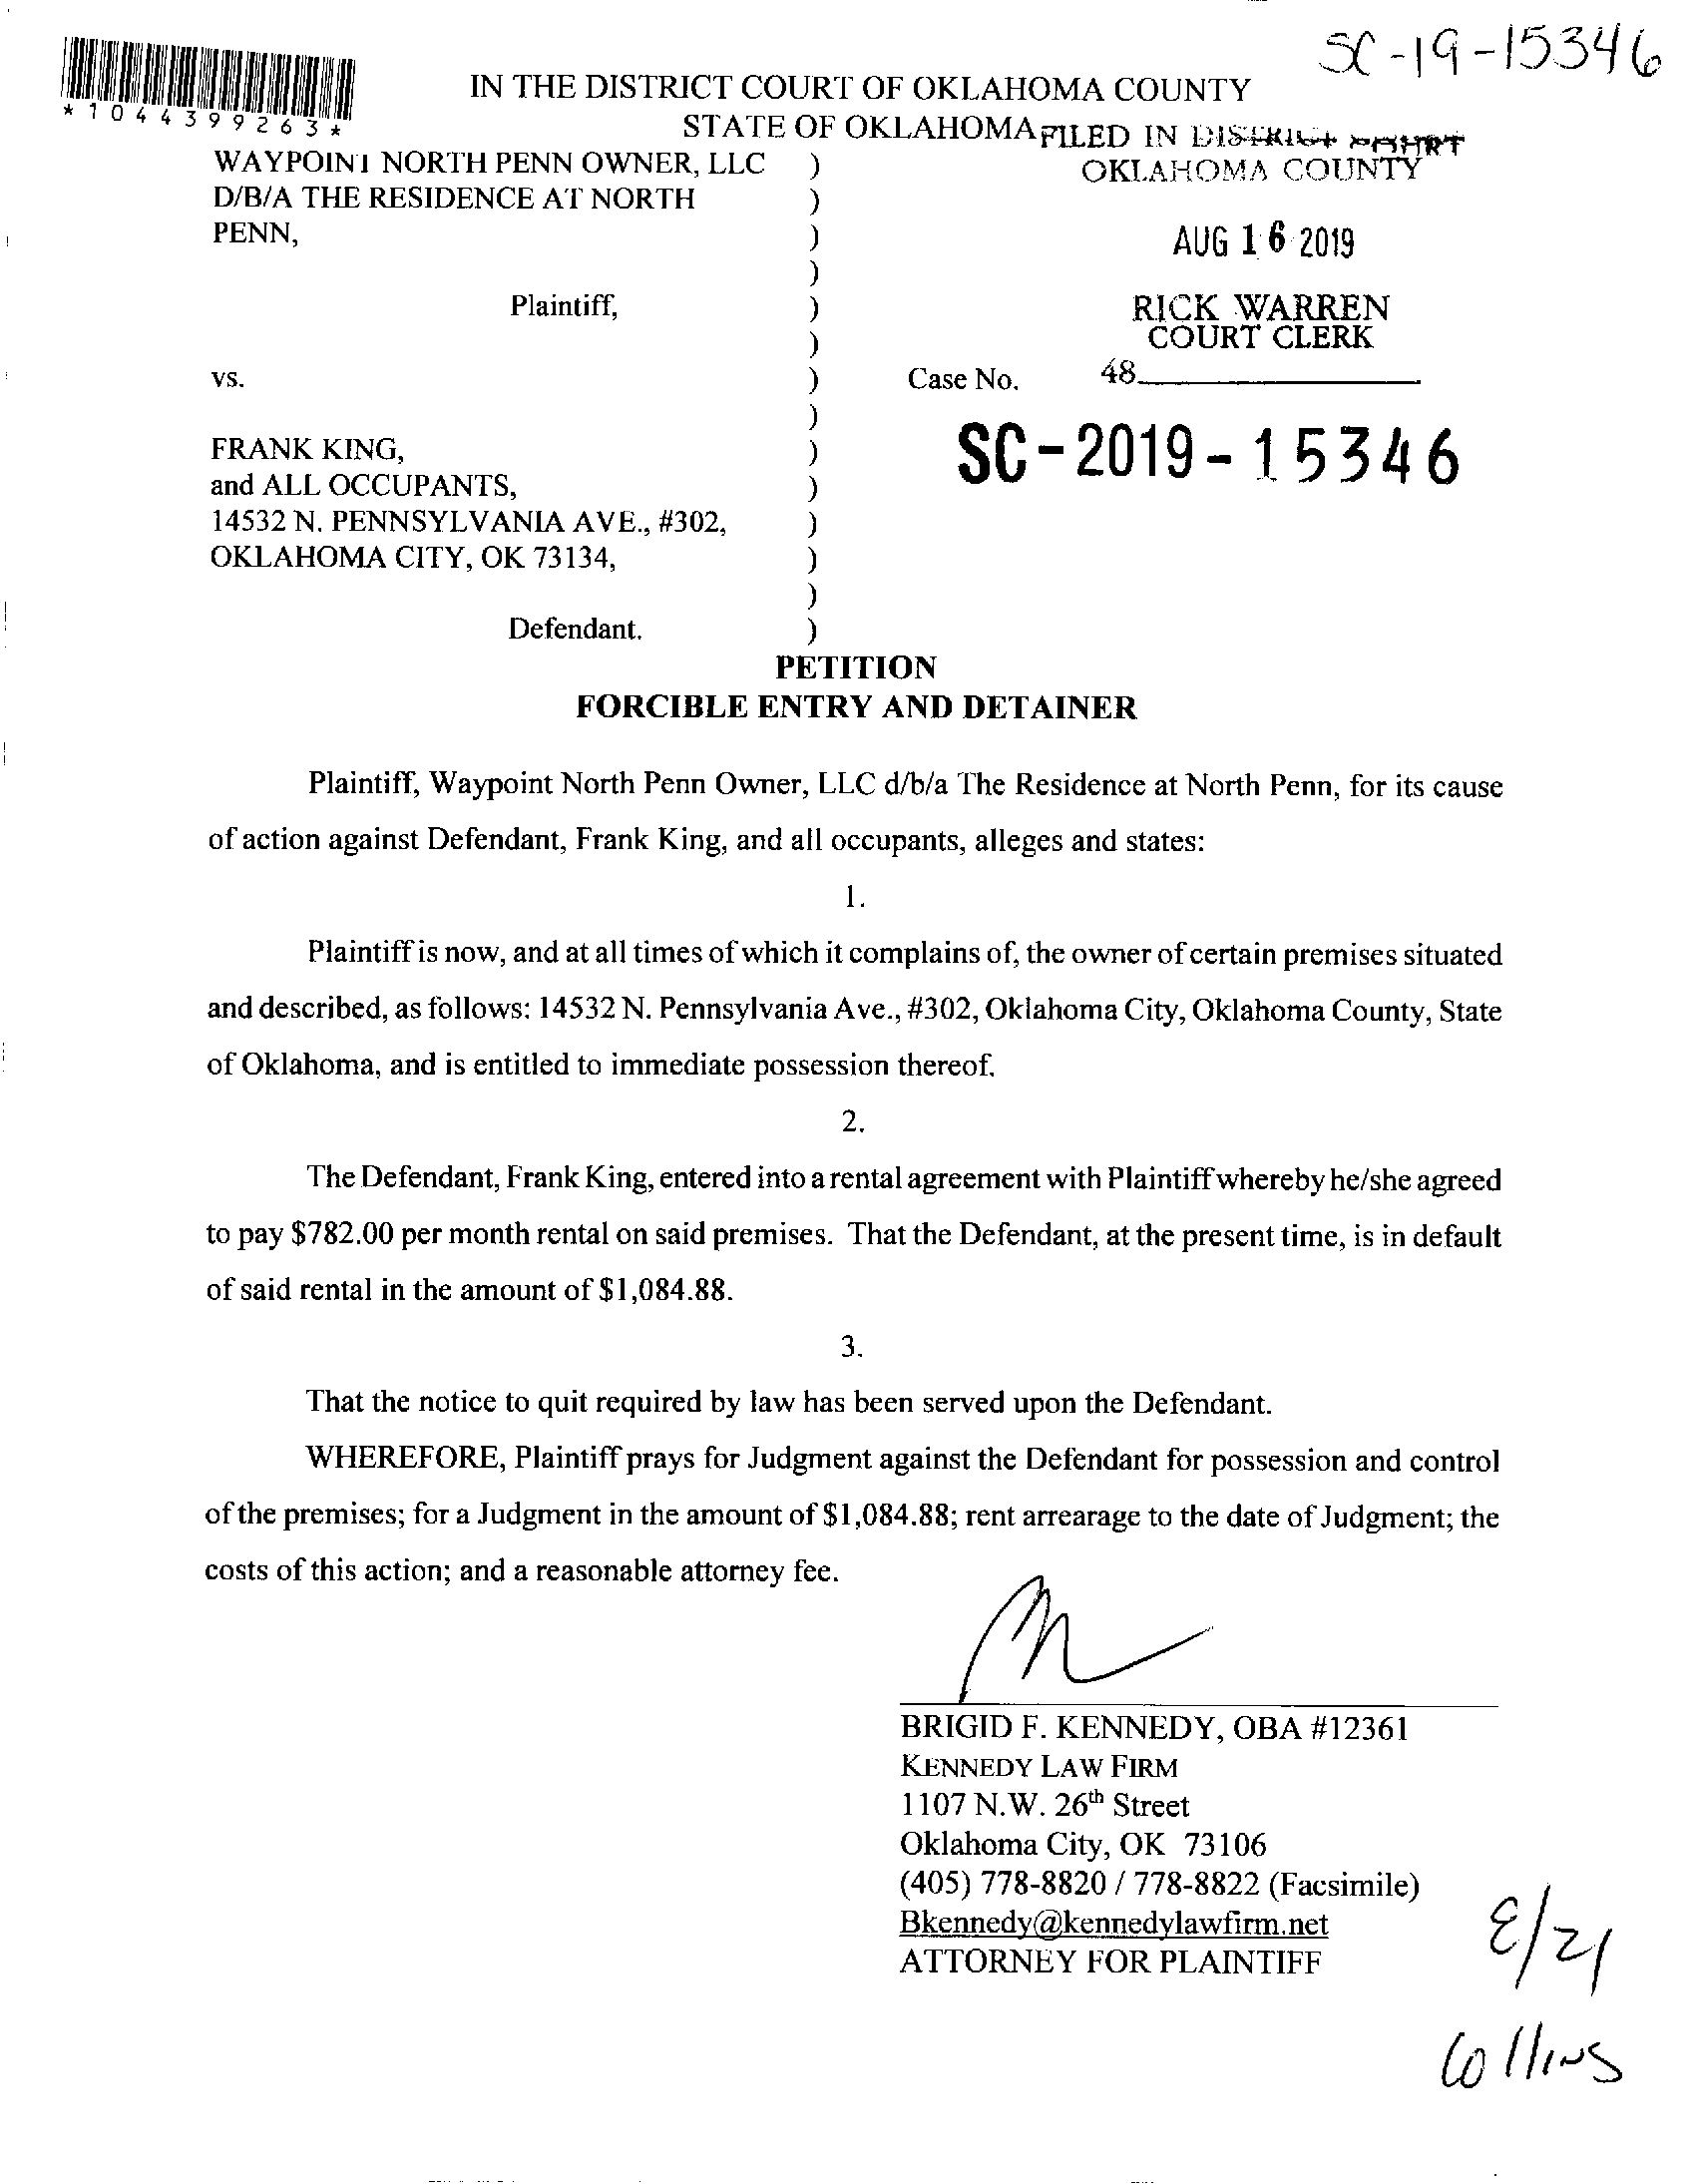 SC-19-15346
*1044399263*
IN THE DISTRICT COURT OF OKLAHOMA COUNTY
STATE OF OKLAHOMA
FILED IN DISTRICT COURT
OKLAHOMA COUNTY
WAYPOINT NORTH PENN OWNER, LLC )
D/B/A THE RESIDENCE AT NORTH )
PENN, )
)
AUG 16 2019
Plaintiff, )
)
RICK WARREN
COURT CLERK
vs. ) Case No. 48
)
SC-2019-15346
FRANK KING, )
and ALL OCCUPANTS, )
14532 N. PENNSYLVANIA AVE., #302, )
OKLAHOMA CITY, OK 73134, )
)
Defendant. )
PETITION
FORCIBLE ENTRY AND DETAINER
Plaintiff, Waypoint North Penn Owner, LLC d/b/a The Residence at North Penn, for its cause
of action against Defendant, Frank King, and all occupants, alleges and states:
1.
Plaintiff is now, and at all times of which it complains of, the owner of certain premises situated
and described, as follows: 14532 N. Pennsylvania Ave., #302, Oklahoma City, Oklahoma County, State
of Oklahoma, and is entitled to immediate possession thereof.
2.
The Defendant, Frank King, entered into a rental agreement with Plaintiff whereby he/she agreed
to pay $782.00 per month rental on said premises. That the Defendant, at the present time, is in default
of said rental in the amount of $1,084.88.
3.
That the notice to quit required by law has been served upon the Defendant.
WHEREFORE, Plaintiff prays for Judgment against the Defendant for possession and control
of the premises; for a Judgment in the amount of $1,084.88; rent arrearage to the date of Judgment; the
costs of this action; and a reasonable attorney fee.
BRIGID F. KENNEDY, OBA #12361
KENNEDY LAW FIRM
1107 N.W. 26th Street
Oklahoma City, OK 73106
(405) 778-8820 / 778-8822 (Facsimile)
Bkennedy@kennedylawfirm.net
ATTORNEY FOR PLAINTIFF
8/21
Collins